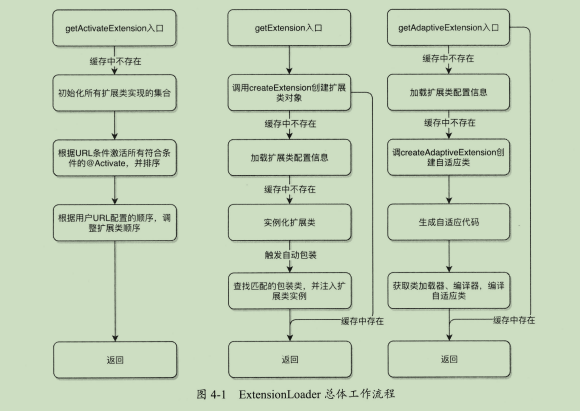 getActivateExtension入口
缓存中不存在
初始化所有扩展类实现的集合
根据URL条件激活所有符合条
件的@Activate，并排序
根据用户URL配置的顺序，调
整扩展类顺序
返回
getExtension入口
缓存中不存在
调用createExtension创建扩展
类对象
缓存中不存在
加载扩展类配置信息
缓存中不存在
实例化扩展类
触发自动包装
查找匹配的包装类，并注入扩
展类实例
缓存中存在
返回
getAdaptiveExtension入口
缓存中不存在
加载扩展类配置信息
缓存中不存在
调createAdaptiveExtension创
建自适应类
生成自适应代码
获取类加载器、编译器，编译
自适应类
缓存中存在
返回
图 4-1 ExtensionLoader 总体工作流程